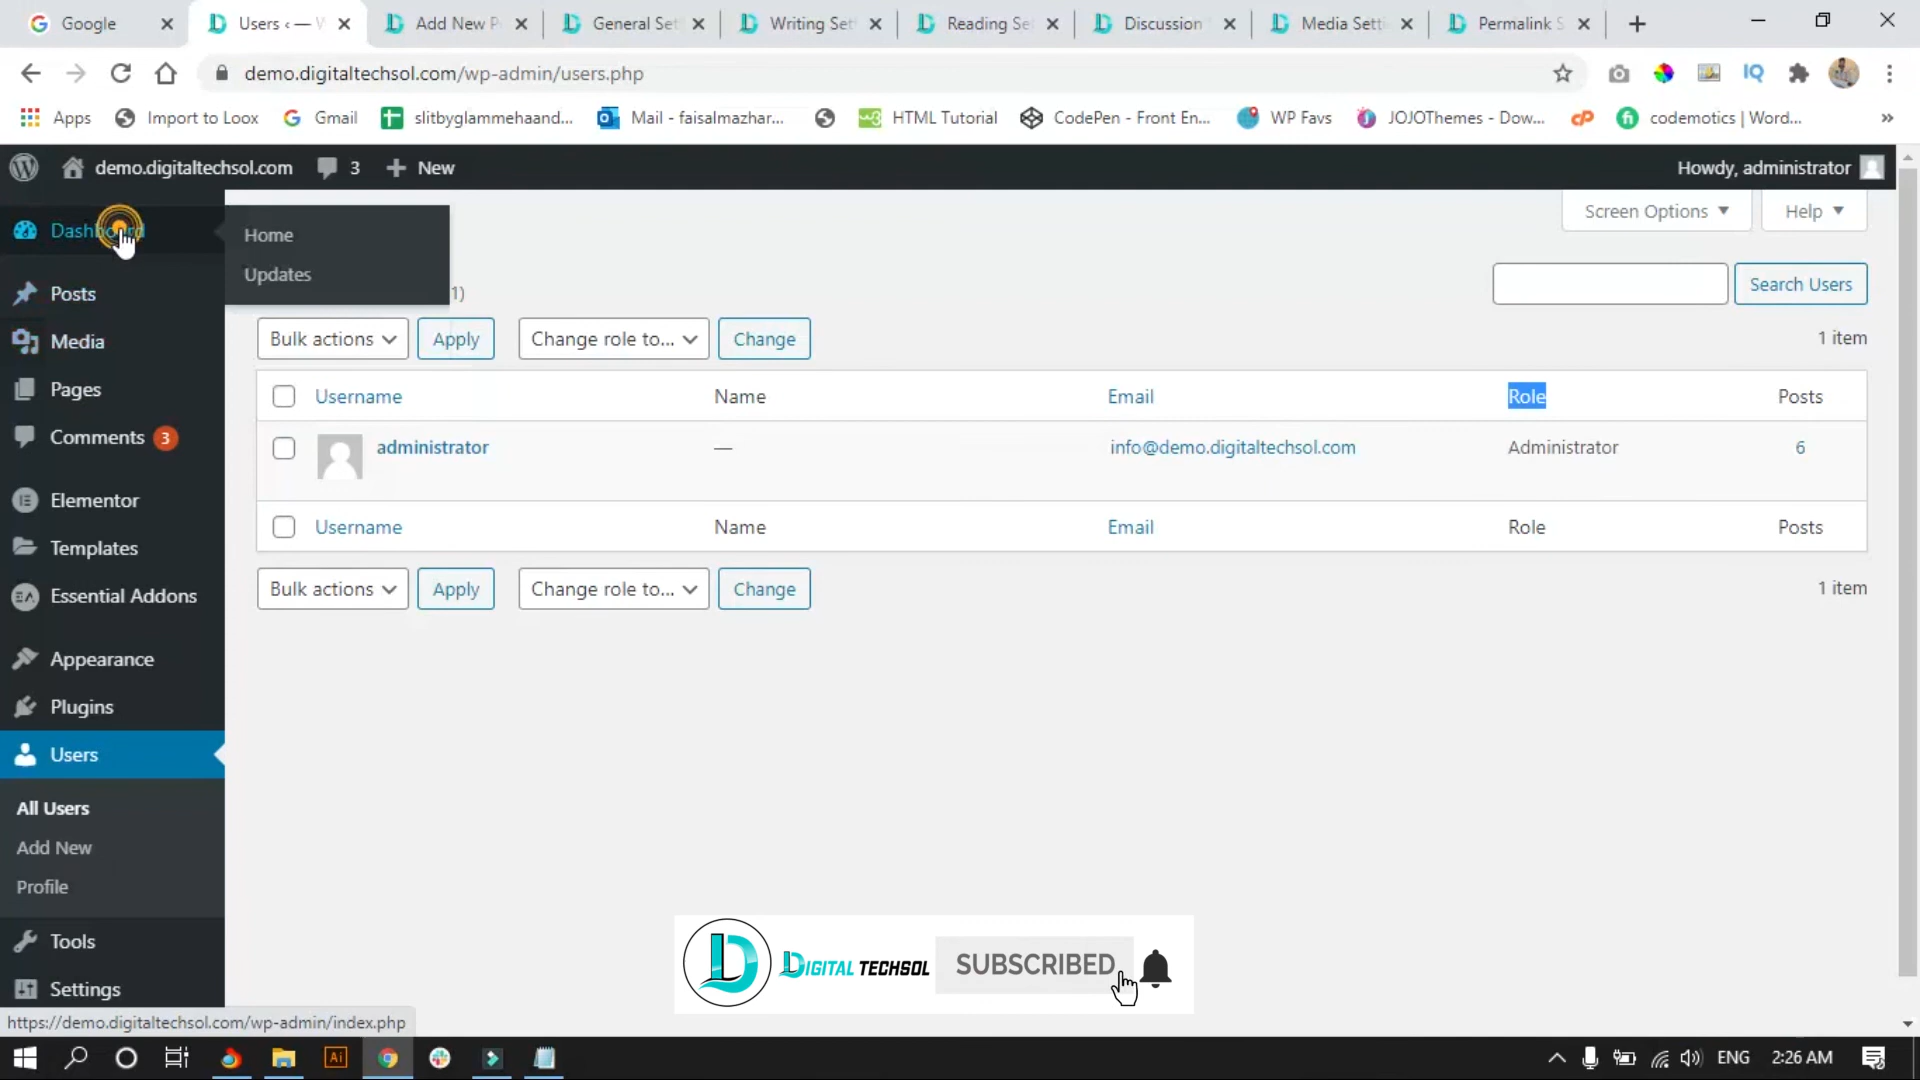 Google
Users ‹ — W
Add New P
General Set
Writing Set
Reading Se
Discussion
Media Setti
Permalink S
demo.digitaltechsol.com/wp-admin/users.php
IQ
Apps
Import to Loox
Gmail
slitbyglammehaand...
Mail - faisalmazhar...
HTML Tutorial
CodePen - Front En...
WP Favs
JOJOThemes - Dow...
codemotics | Word...
»
demo.digitaltechsol.com
3
New
Howdy, administrator
Dashboard
Home
Updates
Screen Options
Help
Posts
1)
Search Users
Media
Bulk actions
Apply
Change role to...
Change
1 item
Pages
Username
Name
Email
Role
Posts
Comments 3
administrator
—
info@demo.digitaltechsol.com
Administrator
6
Elementor
Username
Name
Email
Role
Posts
Templates
Bulk actions
Apply
Change role to...
Change
1 item
Essential Addons
Appearance
Plugins
Users
All Users
Add New
Profile
Tools
DIGITAL TECHSOL
SUBSCRIBED
Settings
https://demo.digitaltechsol.com/wp-admin/index.php
Ai
ENG
2:26 AM